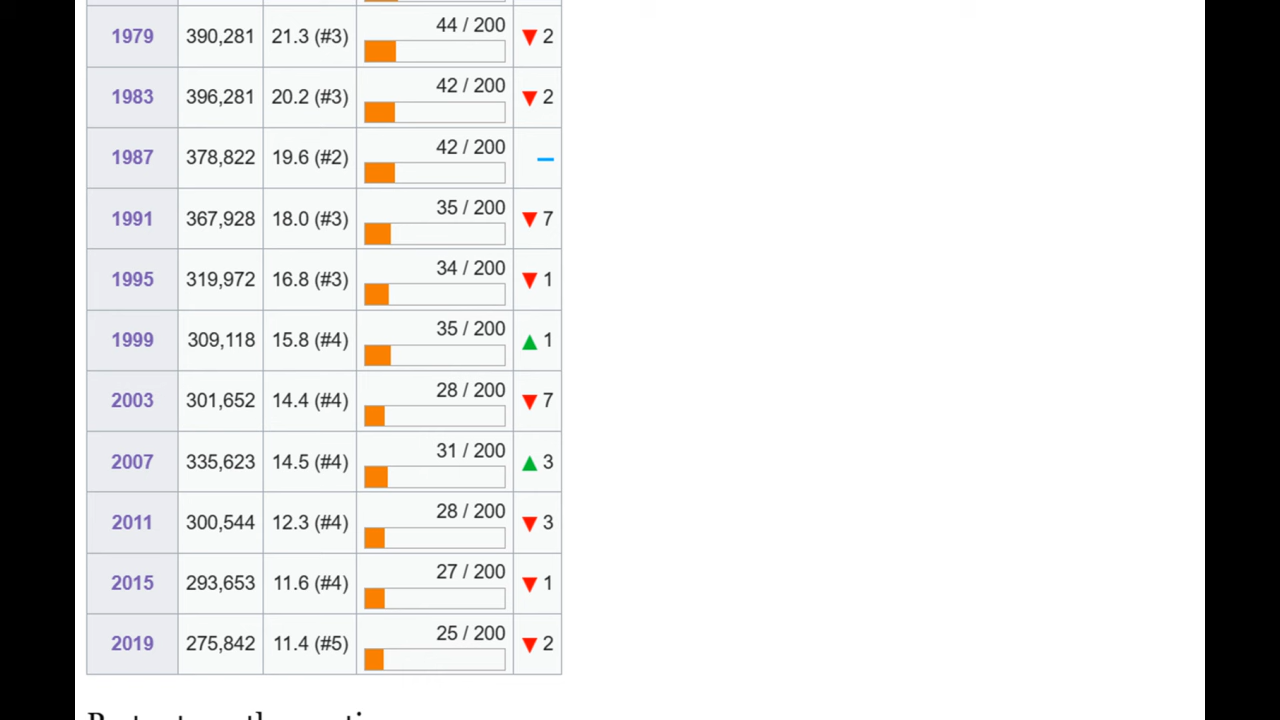 1979 390,281 21.3 (#3) 44 / 200 ▼ 2
1983 396,281 20.2 (#3) 42 / 200 ▼ 2
1987 378,822 19.6 (#2) 42 / 200 –
1991 367,928 18.0 (#3) 35 / 200 ▼ 7
1995 319,972 16.8 (#3) 34 / 200 ▼ 1
1999 309,118 15.8 (#4) 35 / 200 ▲ 1
2003 301,652 14.4 (#4) 28 / 200 ▼ 7
2007 335,623 14.5 (#4) 31 / 200 ▲ 3
2011 300,544 12.3 (#4) 28 / 200 ▼ 3
2015 293,653 11.6 (#4) 27 / 200 ▼ 1
2019 275,842 11.4 (#5) 25 / 200 ▼ 2